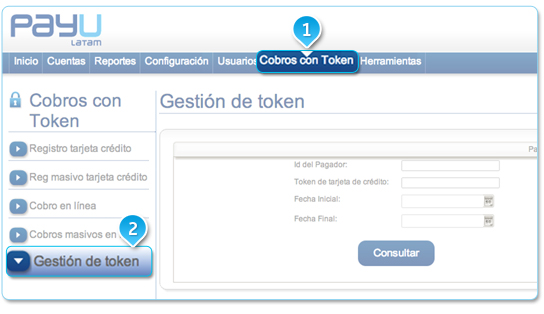 PayU
LATAM
1
Inicio Cuentas Reportes Configuración Usuarios Cobros con Token Herramientas
Cobros con
Token
Registro tarjeta crédito
Reg masivo tarjeta crédito
Cobro en línea
Cobros masivos en
2
Gestión de token
Gestión de token
Pa
Id del Pagador:
Token de tarjeta de crédito:
Fecha Inicial:
Fecha Final:
Consultar